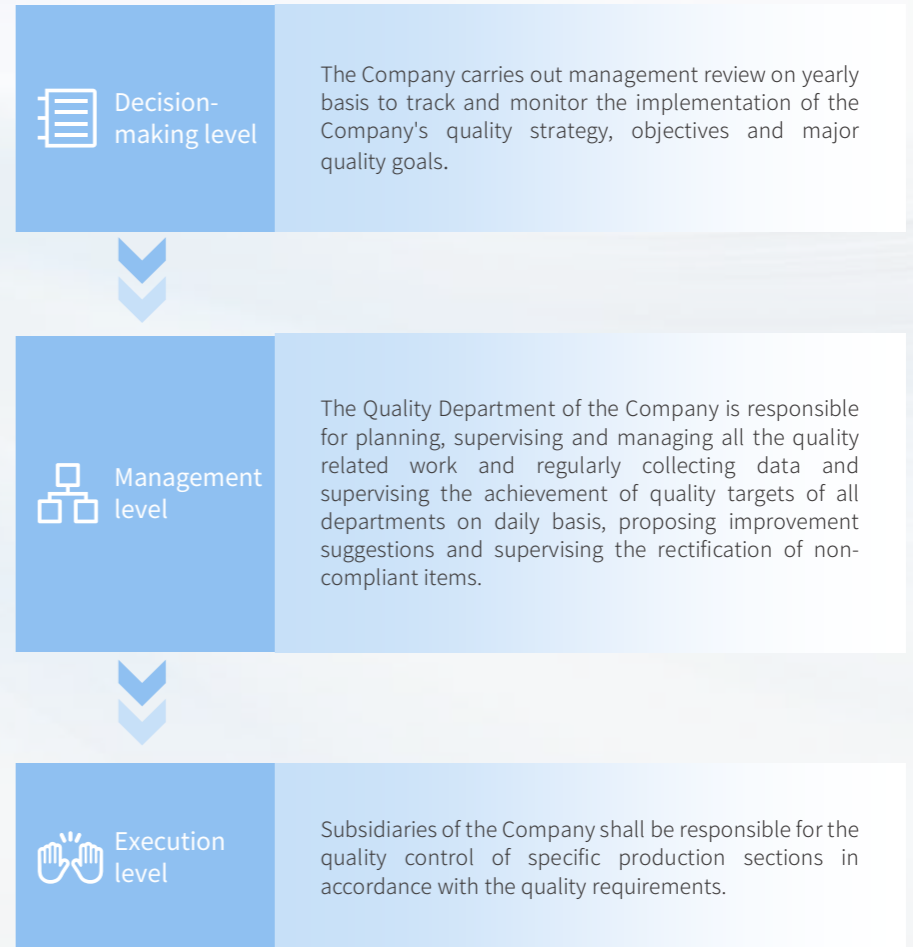 Decision-
making level
The Company carries out management review on yearly
basis to track and monitor the implementation of the
Company's quality strategy, objectives and major
quality goals.
Management
level
The Quality Department of the Company is responsible
for planning, supervising and managing all the quality
related work and regularly collecting data and
supervising the achievement of quality targets of all
departments on daily basis, proposing improvement
suggestions and supervising the rectification of non-
compliant items.
Execution
level
Subsidiaries of the Company shall be responsible for the
quality control of specific production sections in
accordance with the quality requirements.